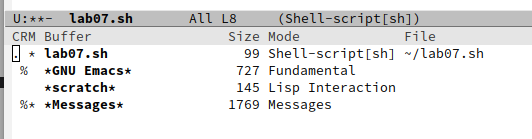 U:**-  lab07.sh      All L8     (Shell-script[sh])
CRM Buffer                Size Mode             File
. * lab07.sh                99 Shell-script[sh] ~/lab07.sh
 %  *GNU Emacs*            727 Fundamental
    *scratch*              145 Lisp Interaction
 %* *Messages*            1769 Messages